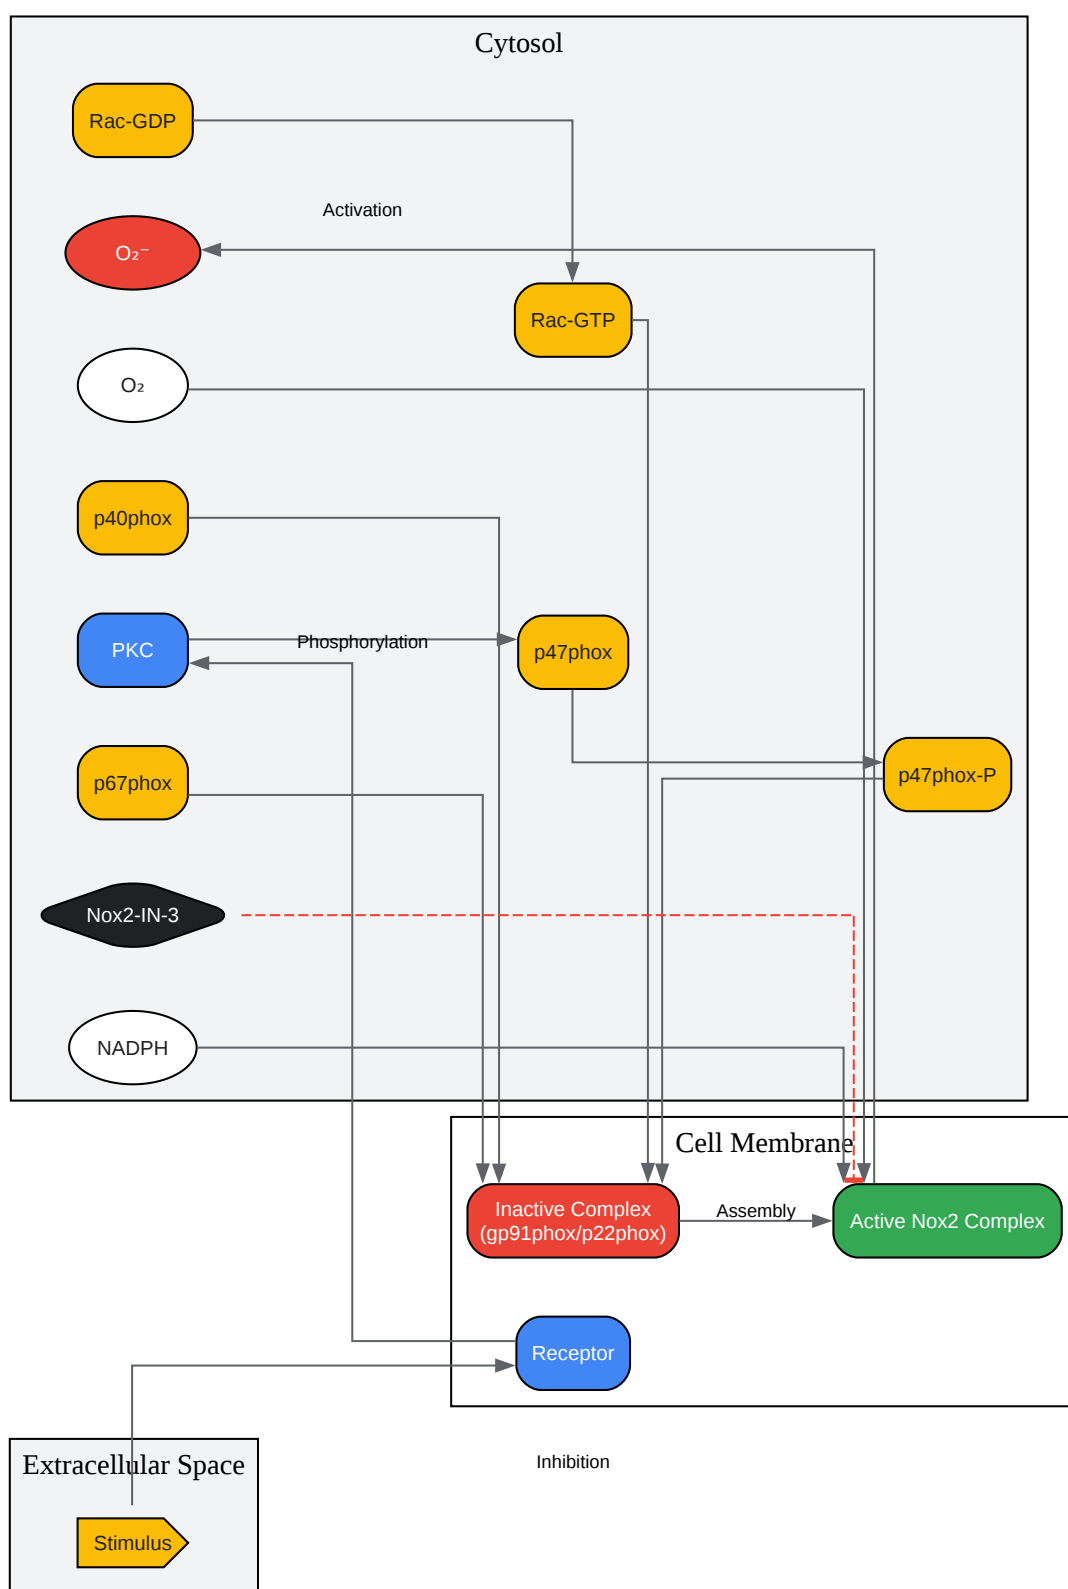 Cytosol
Rac-GDP
Activation
O₂⁻
Rac-GTP
O₂
p40phox
PKC
Phosphorylation
p47phox
p67phox
p47phox-P
Nox2-IN-3
NADPH
Cell Membrane
Inactive Complex
(gp91phox/p22phox)
Assembly
Active Nox2 Complex
Receptor
Extracellular Space
Inhibition
Stimulus